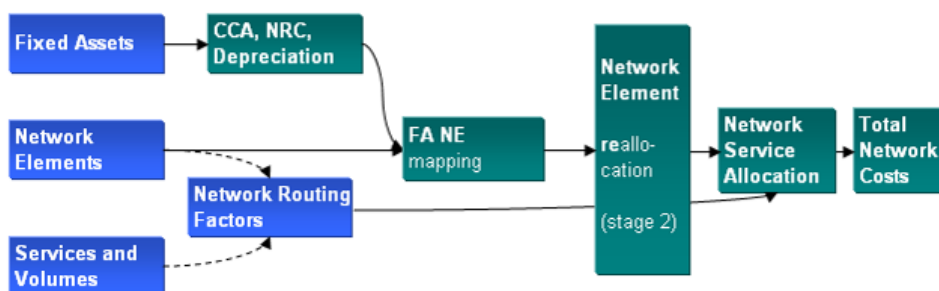 Fixed Assets
CCA, NRC,
Depreciation
Network
Elements
FA NE
mapping
Network Routing
Factors
Services and
Volumes
Network
Element
reallo-
cation
(stage 2)
Network
Service
Allocation
Total
Network
Costs